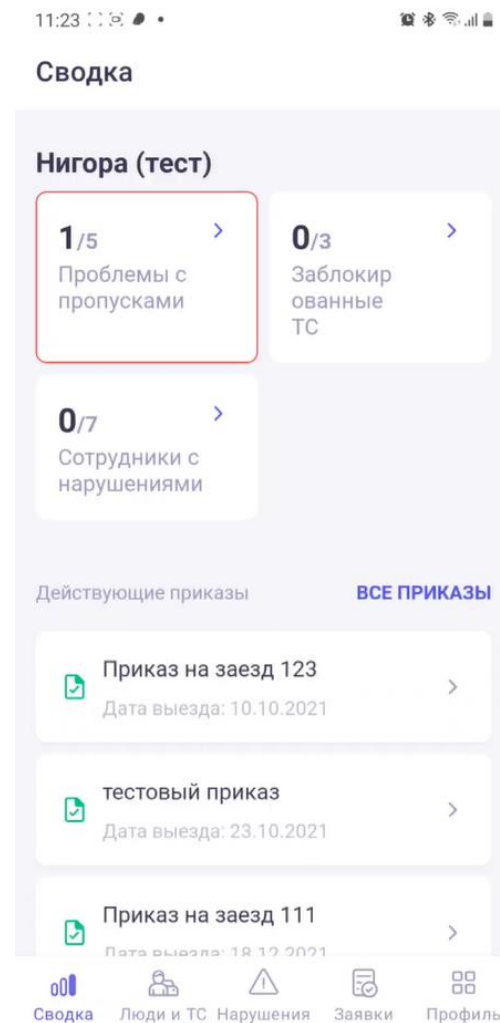 11:23
Сводка
Нигора (тест)
1/5
Проблемы с
пропусками
0/3
Заблокир
ованные
ТС
0/7
Сотрудники с
нарушениями
Действующие приказы
ВСЕ ПРИКАЗЫ
Приказ на заезд 123
Дата выезда: 10.10.2021
тестовый приказ
Дата выезда: 23.10.2021
Приказ на заезд 111
Дата выезда: 18.12.2021
Сводка
Люди и ТС
Нарушения
Заявки
Профиль